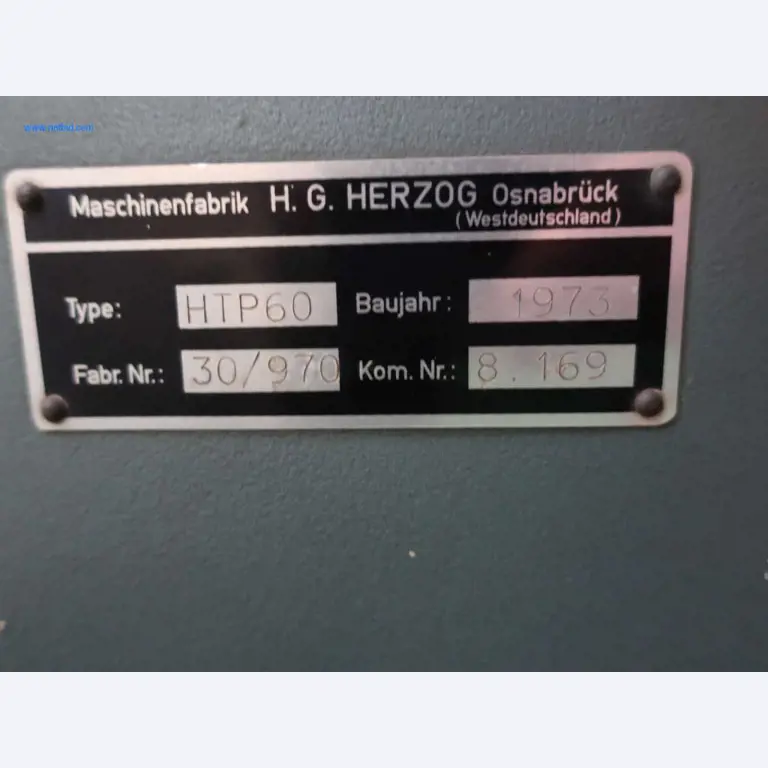 Maschinenfabrik H. G. HERZOG Osnabrück
(Westdeutschland)
Type: HTP60 Baujahr: 1973
Fabr. Nr.: 30/970 Kom. Nr.: 8.169